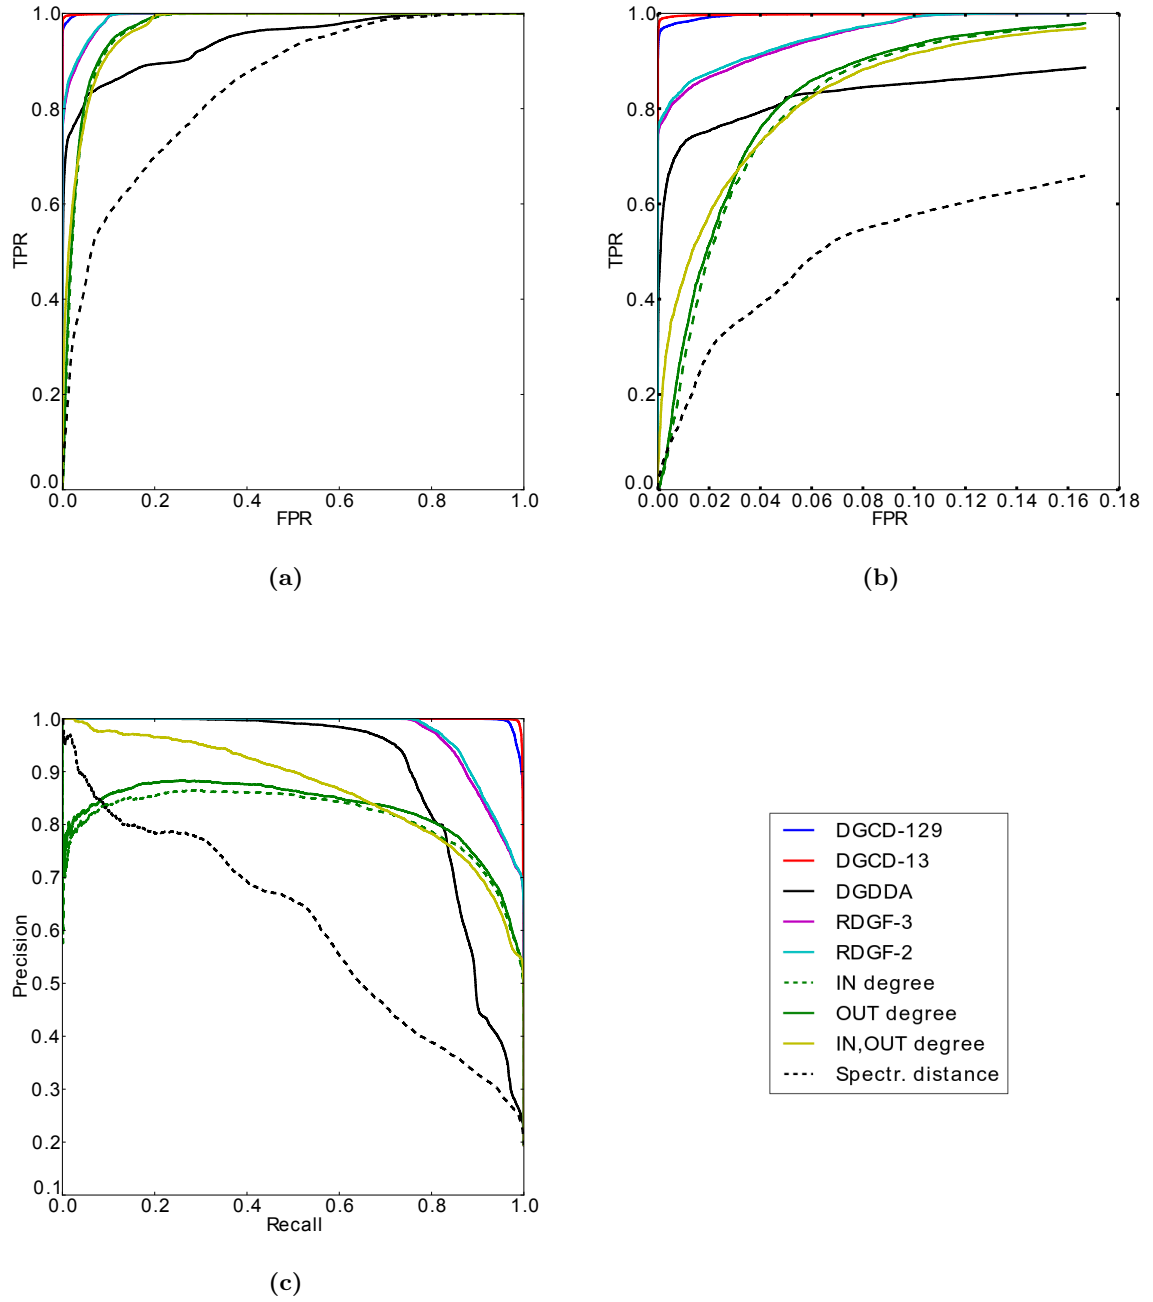 1.0
0.8
0.6
0.4
0.2
0.0
TPR
0.0 0.2 0.4 0.6 0.8 1.0
FPR
(a)
1.0
0.8
0.6
0.4
0.2
0.0
TPR
0.00 0.02 0.04 0.06 0.08 0.10 0.12 0.14 0.16 0.18
FPR
(b)
1.0
0.9
0.8
0.7
0.6
0.5
0.4
0.3
0.2
0.1
Precision
0.0 0.2 0.4 0.6 0.8 1.0
Recall
(c)
DGCD-129
DGCD-13
DGDDA
RDGF-3
RDGF-2
IN degree
OUT degree
IN,OUT degree
Spectr. distance